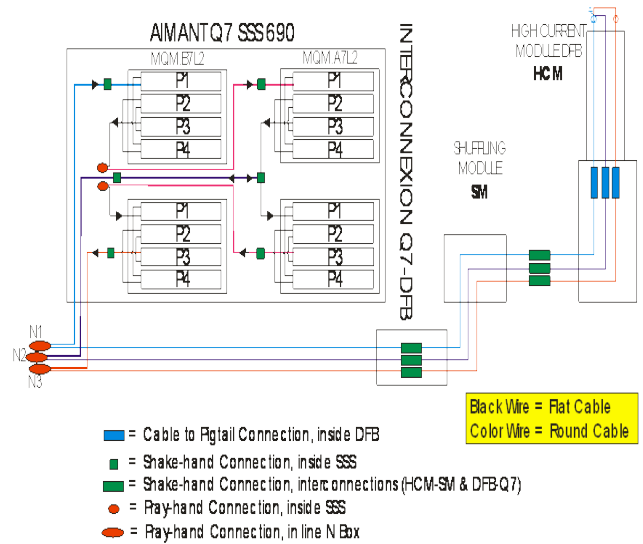 AIMANT Q7 SSS 690
MQM.B7L2
MQM.A7L2
P1
P2
P3
P4
P1
P2
P3
P4
P1
P2
P3
P4
P1
P2
P3
P4
INTERCONNEXION Q7-DFB
HIGH CURRENT
MODULE DFB
HCM
SHUFFLING
MODULE
SM
N1
N2
N3
Black Wire = Flat Cable
Color Wire = Round Cable
= Cable to Pigtail Connection, inside DFB
= Shake-hand Connection, inside SSS
= Shake-hand Connection, interconnections (HCM-SM & DFB-Q7)
= Pray-hand Connection, inside SSS
= Pray-hand Connection, in line N Box